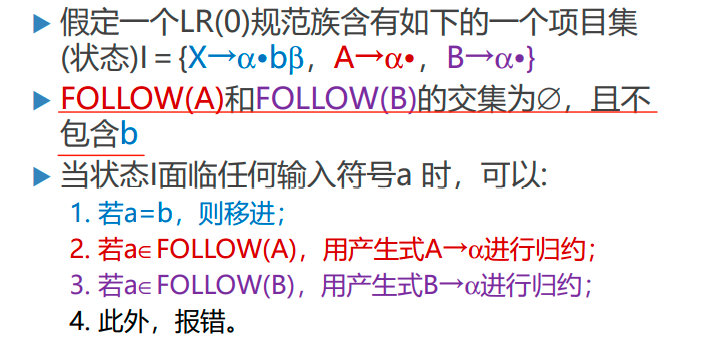 假定一个LR(0)规范族含有如下的一个项目集
(状态)I = {X→α•bβ，A→α•，B→α•}
FOLLOW(A)和FOLLOW(B)的交集为∅，且不
包含b
当状态I面临任何输入符号a 时，可以:
1. 若a=b，则移进；
2. 若a∈FOLLOW(A)，用产生式A→α进行归约；
3. 若a∈FOLLOW(B)，用产生式B→α进行归约；
4. 此外，报错。